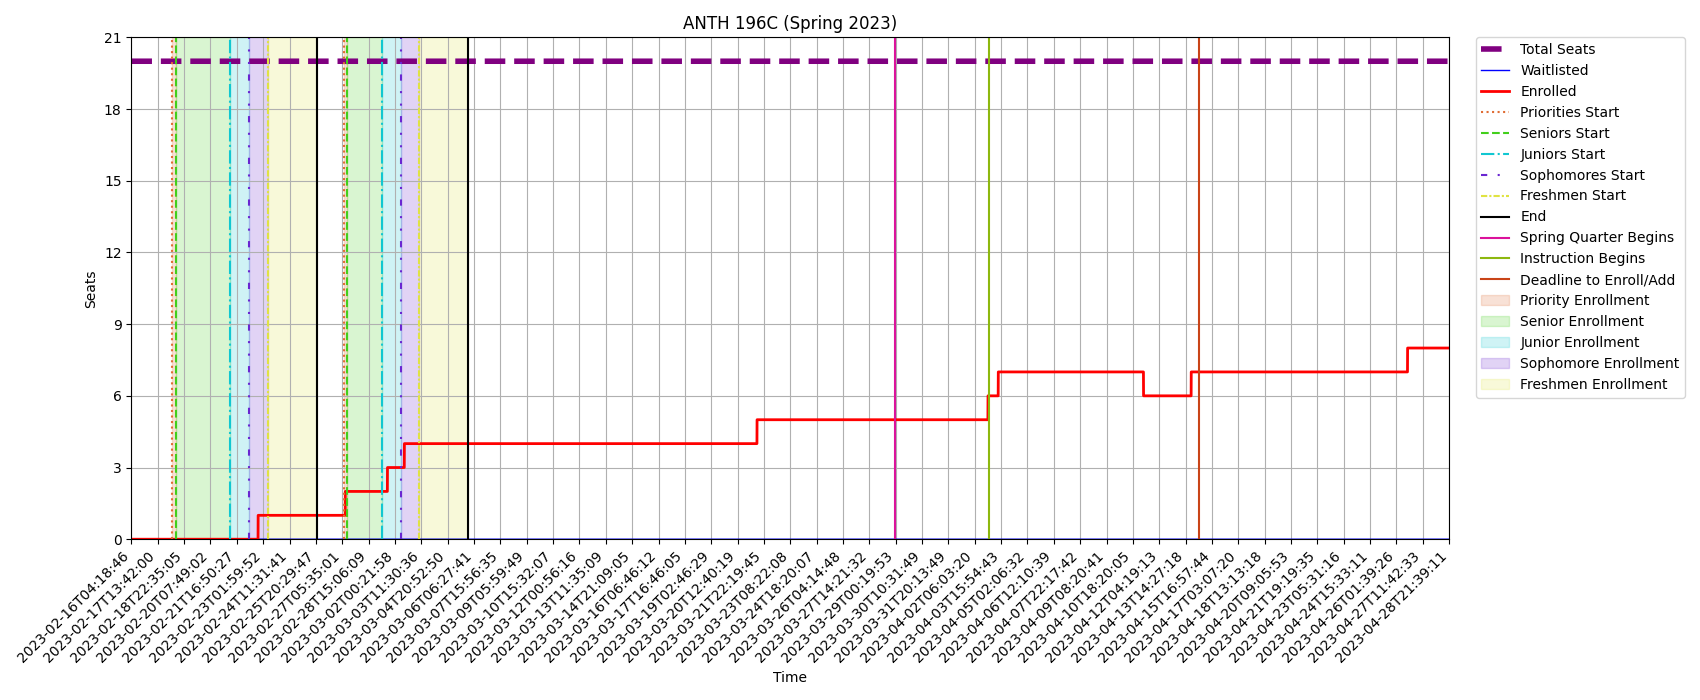 ANTH 196C (Spring 2023)
21
18
15
12
9
6
3
0
Seats
2023-02-16T04:18:46
2023-02-17T13:42:00
2023-02-18T22:35:05
2023-02-20T07:49:02
2023-02-21T16:50:27
2023-02-23T01:59:52
2023-02-24T11:31:41
2023-02-25T20:29:47
2023-02-27T05:35:01
2023-02-28T15:06:09
2023-03-02T00:21:58
2023-03-03T11:30:36
2023-03-04T20:52:50
2023-03-06T06:27:41
2023-03-07T15:56:35
2023-03-09T05:59:49
2023-03-10T15:32:07
2023-03-12T00:56:16
2023-03-13T11:35:09
2023-03-14T21:09:05
2023-03-16T06:46:12
2023-03-17T16:46:05
2023-03-19T02:46:29
2023-03-20T12:40:19
2023-03-21T22:19:45
2023-03-23T08:22:08
2023-03-24T18:20:07
2023-03-26T04:14:48
2023-03-27T14:21:32
2023-03-29T00:19:53
2023-03-30T10:31:49
2023-03-31T20:13:49
2023-04-02T06:03:20
2023-04-03T15:54:43
2023-04-05T02:06:32
2023-04-06T12:10:39
2023-04-07T22:17:42
2023-04-09T08:20:41
2023-04-10T18:20:05
2023-04-12T04:19:13
2023-04-13T14:27:18
2023-04-15T16:57:44
2023-04-17T03:07:20
2023-04-18T13:13:18
2023-04-20T09:05:53
2023-04-21T19:19:35
2023-04-23T05:31:16
2023-04-24T15:33:11
2023-04-26T01:39:26
2023-04-27T11:42:33
2023-04-28T21:39:11
Time
Total Seats
Waitlisted
Enrolled
Priorities Start
Seniors Start
Juniors Start
Sophomores Start
Freshmen Start
End
Spring Quarter Begins
Instruction Begins
Deadline to Enroll/Add
Priority Enrollment
Senior Enrollment
Junior Enrollment
Sophomore Enrollment
Freshmen Enrollment